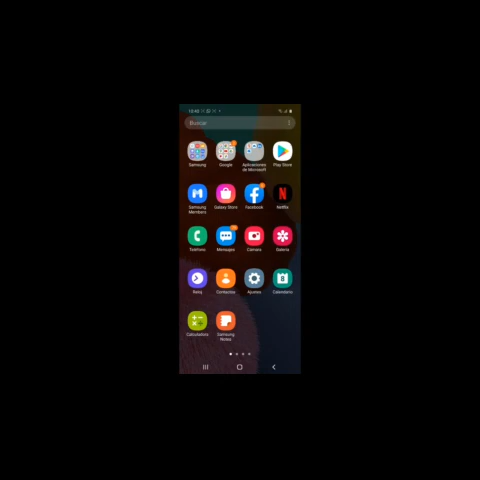 Buscar
Samsung
Google
Aplicaciones de Microsoft
Play Store
Samsung Members
Galaxy Store
Facebook
Netflix
Teléfono
Mensajes
Cámara
Galería
Reloj
Contactos
Ajustes
8
Calendario
Calculadora
Samsung Notes